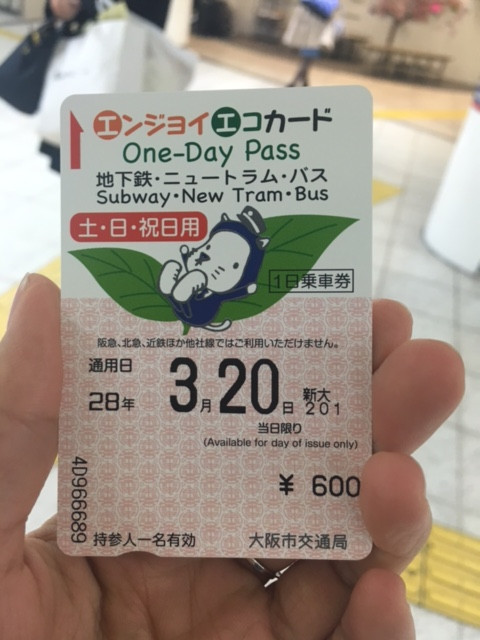 エンジョイエコカード
One-Day Pass
地下鉄・ニュートラム・バス
Subway・New Tram・Bus
土・日・祝日用
1日乗車券
阪急、北急、近鉄ほか他社線ではご利用いただけません。
通用日
28年 3月20日 新大201
当日限り
(Available for day of issue only)
¥ 600
4D966689
持参人一名有効 大阪市交通局